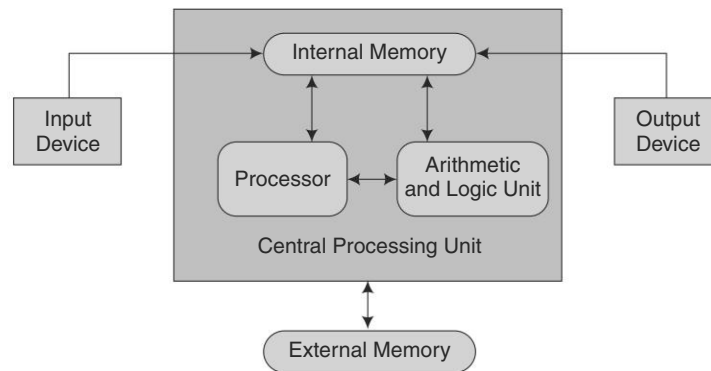 Internal Memory
Input
Device
Output
Device
Processor
Arithmetic
and Logic Unit
Central Processing Unit
External Memory